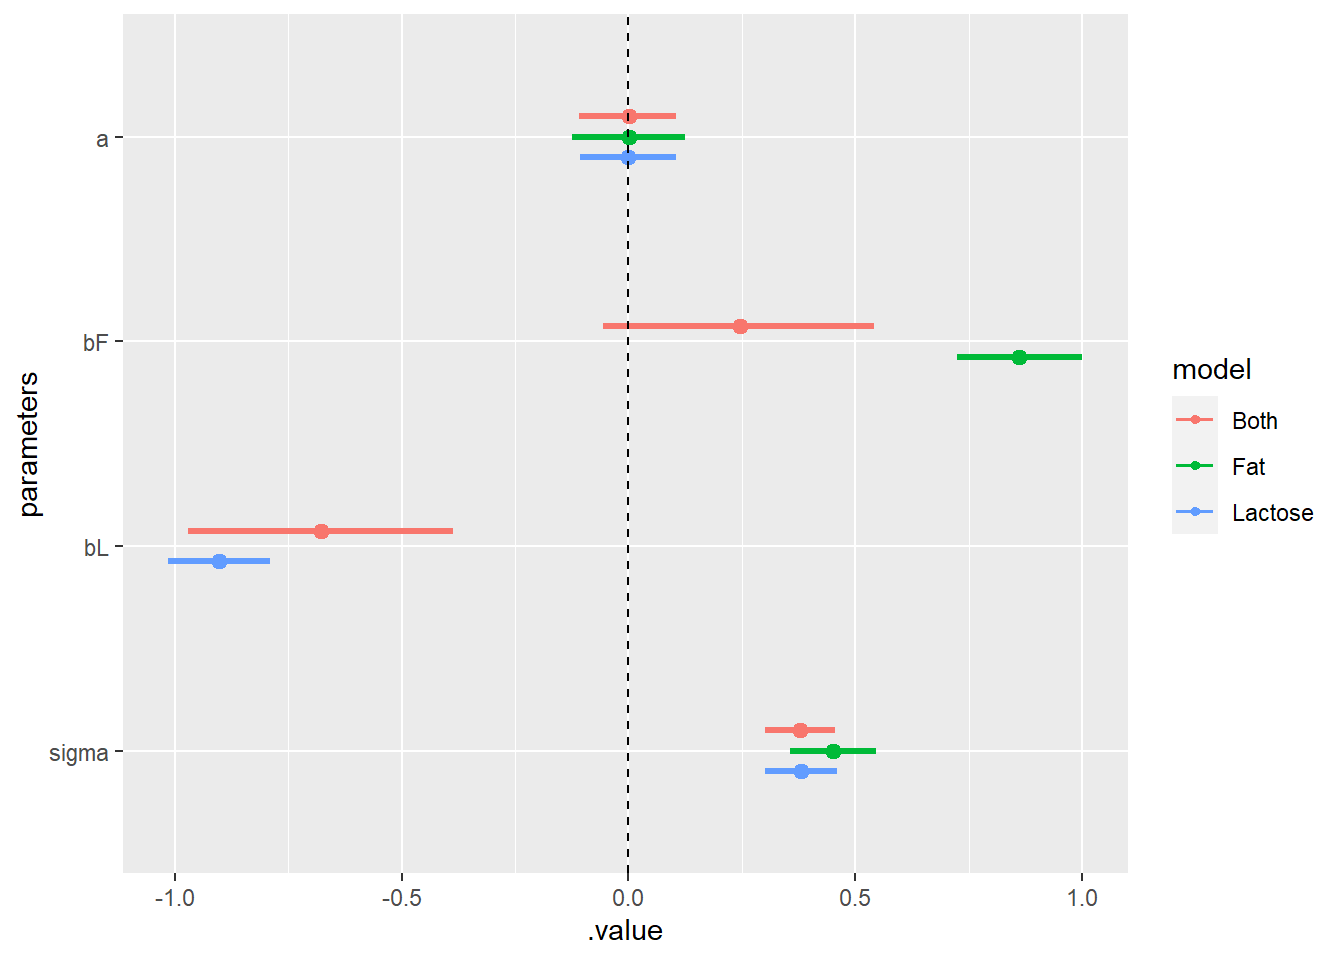 a
bF
bL
sigma
parameters
-1.0
-0.5
0.0
0.5
1.0
.value
model
Both
Fat
Lactose